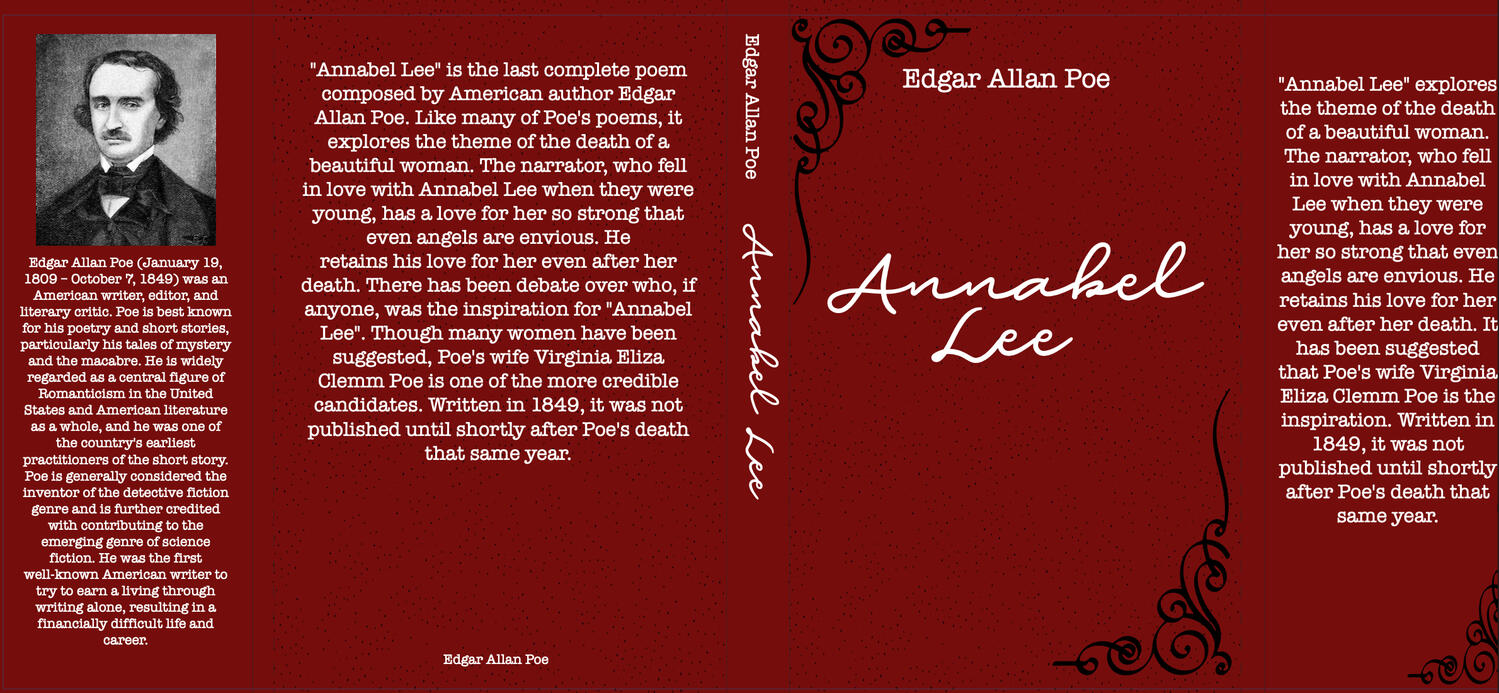 Edgar Allan Poe (January 19,
1809 – October 7, 1849) was an
American writer, editor, and
literary critic. Poe is best known
for his poetry and short stories,
particularly his tales of mystery
and the macabre. He is widely
regarded as a central figure of
Romanticism in the United
States and American literature
as a whole, and he was one of
the country's earliest
practitioners of the short story.
Poe is generally considered the
inventor of the detective fiction
genre and is further credited
with contributing to the
emerging genre of science
fiction. He was the first
well-known American writer to
try to earn a living through
writing alone, resulting in a
financially difficult life and
career.
"Annabel Lee" is the last complete poem
composed by American author Edgar
Allan Poe. Like many of Poe's poems, it
explores the theme of the death of a
beautiful woman. The narrator, who fell
in love with Annabel Lee when they were
young, has a love for her so strong that
even angels are envious. He
retains his love for her even after her
death. There has been debate over who, if
anyone, was the inspiration for "Annabel
Lee". Though many women have been
suggested, Poe's wife Virginia Eliza
Clemm Poe is one of the more credible
candidates. Written in 1849, it was not
published until shortly after Poe's death
that same year.
Edgar Allan Poe
Edgar Allan Poe
Annabel Lee
Edgar Allan Poe
Annabel
Lee
"Annabel Lee" explores
the theme of the death
of a beautiful woman.
The narrator, who fell
in love with Annabel
Lee when they were
young, has a love for
her so strong that even
angels are envious. He
retains his love for her
even after her death. It
has been suggested
that Poe's wife Virginia
Eliza Clemm Poe is the
inspiration. Written in
1849, it was not
published until shortly
after Poe's death that
same year.